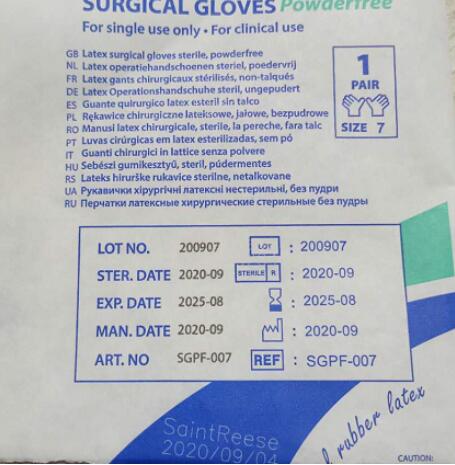 SURGICAL GLOVES Powderfree
For single use only • For clinical use
GB Latex surgical gloves sterile, powderfree
NL Latex operatiehandschoenen steriel, poedervrij
FR Latex gants chirurgicaux stérilisés, non-talqués
DE Latex Operationshandschuhe steril, ungepudert
ES Guante quirurgico latex esteril sin talco
PL Rękawice chirurgiczne lateksowe, jałowe, bezpudrowe
RO Manusi latex chirurgicale, sterile, la pereche, fara talc
PT Luvas cirúrgicas em latex esterilizadas, sem pó
IT Guanti chirurgici in lattice senza polvere
HU Sebészi gumikesztyű, steril, púdermentes
RS Lateks hirurške rukavice sterilne, netalkovane
UA Рукавички хірургічні латексні нестерильні, без пудри
RU Перчатки латексные хирургические стерильные без пудры
1
PAIR
SIZE 7
LOT NO. 200907 LOT : 200907
STER. DATE 2020-09 STERILE R : 2020-09
EXP. DATE 2025-08 : 2025-08
MAN. DATE 2020-09 : 2020-09
ART. NO SGPF-007 REF : SGPF-007
rubber latex
SaintReese
2020/09/04
CAUTION: